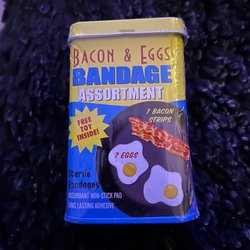 BACON & EGGS
BANDAGE
ASSORTMENT
FREE
TOY
INSIDE!
7 BACON
STRIPS
7 EGGS
Sterile
Bandages
ABSORBANT NON-STICK PAD
LONG LASTING ADHESIVE